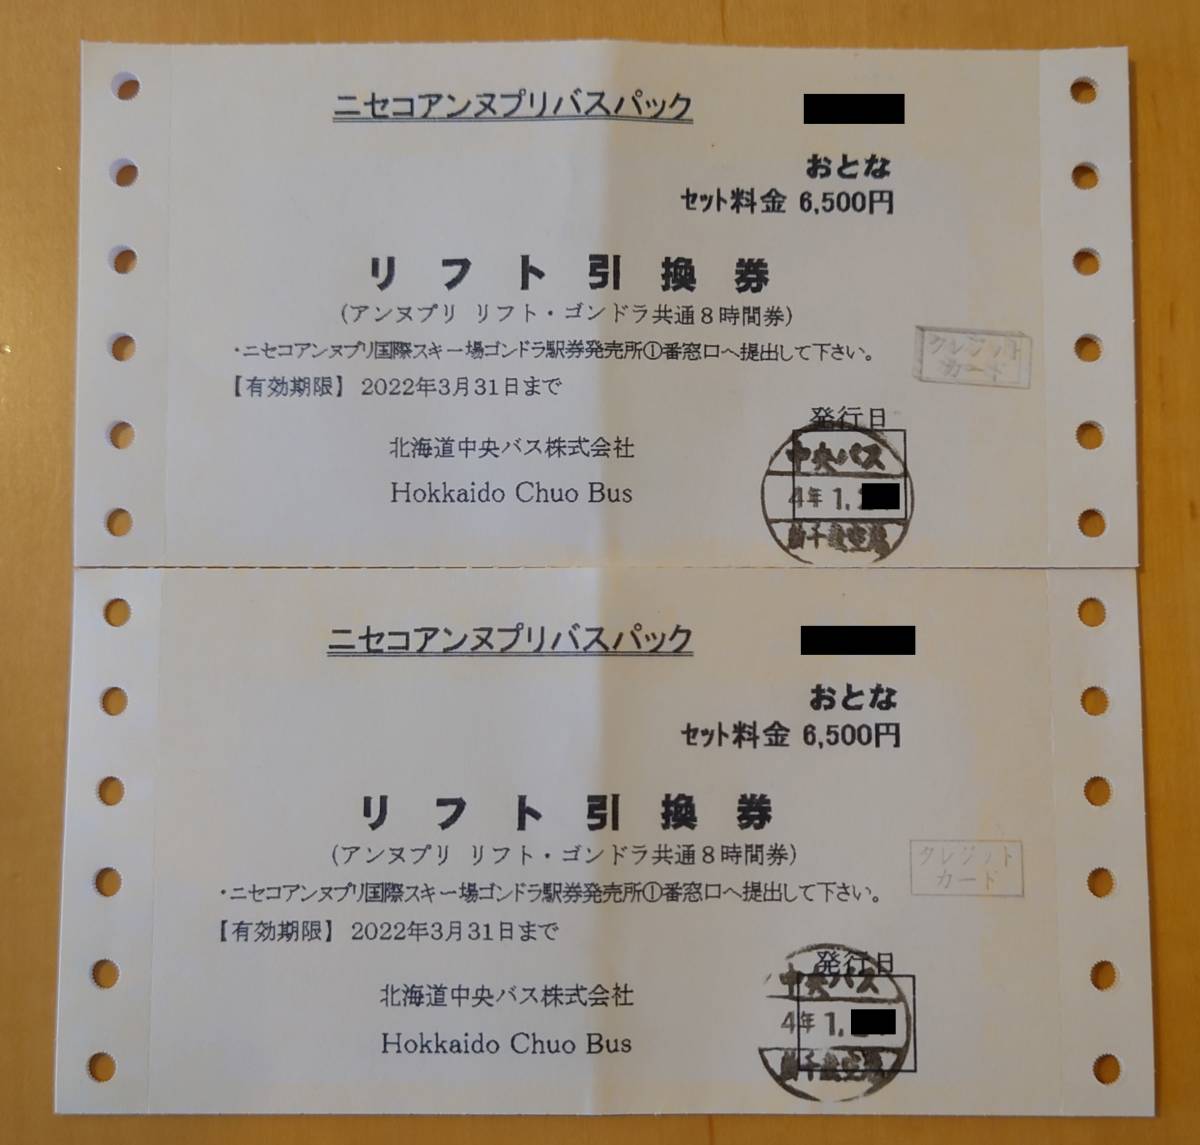 ニセコアンヌプリバスパック
おとな
セット料金 6,500円
リフト引換券
(アンヌプリ リフト・ゴンドラ共通8時間券)
・ニセコアンヌプリ国際スキー場ゴンドラ駅券発売所①番窓口へ提出して下さい。
クレジット
カード
【有効期限】 2022年3月31日まで
発行日
北海道中央バス株式会社
中央バス
Hokkaido Chuo Bus
4年 1.
新千歳空港
ニセコアンヌプリバスパック
おとな
セット料金 6,500円
リフト引換券
(アンヌプリ リフト・ゴンドラ共通8時間券)
・ニセコアンヌプリ国際スキー場ゴンドラ駅券発売所①番窓口へ提出して下さい。
クレジット
カード
【有効期限】 2022年3月31日まで
発行日
中央バス
北海道中央バス株式会社
4年 1.
Hokkaido Chuo Bus
新千歳空港